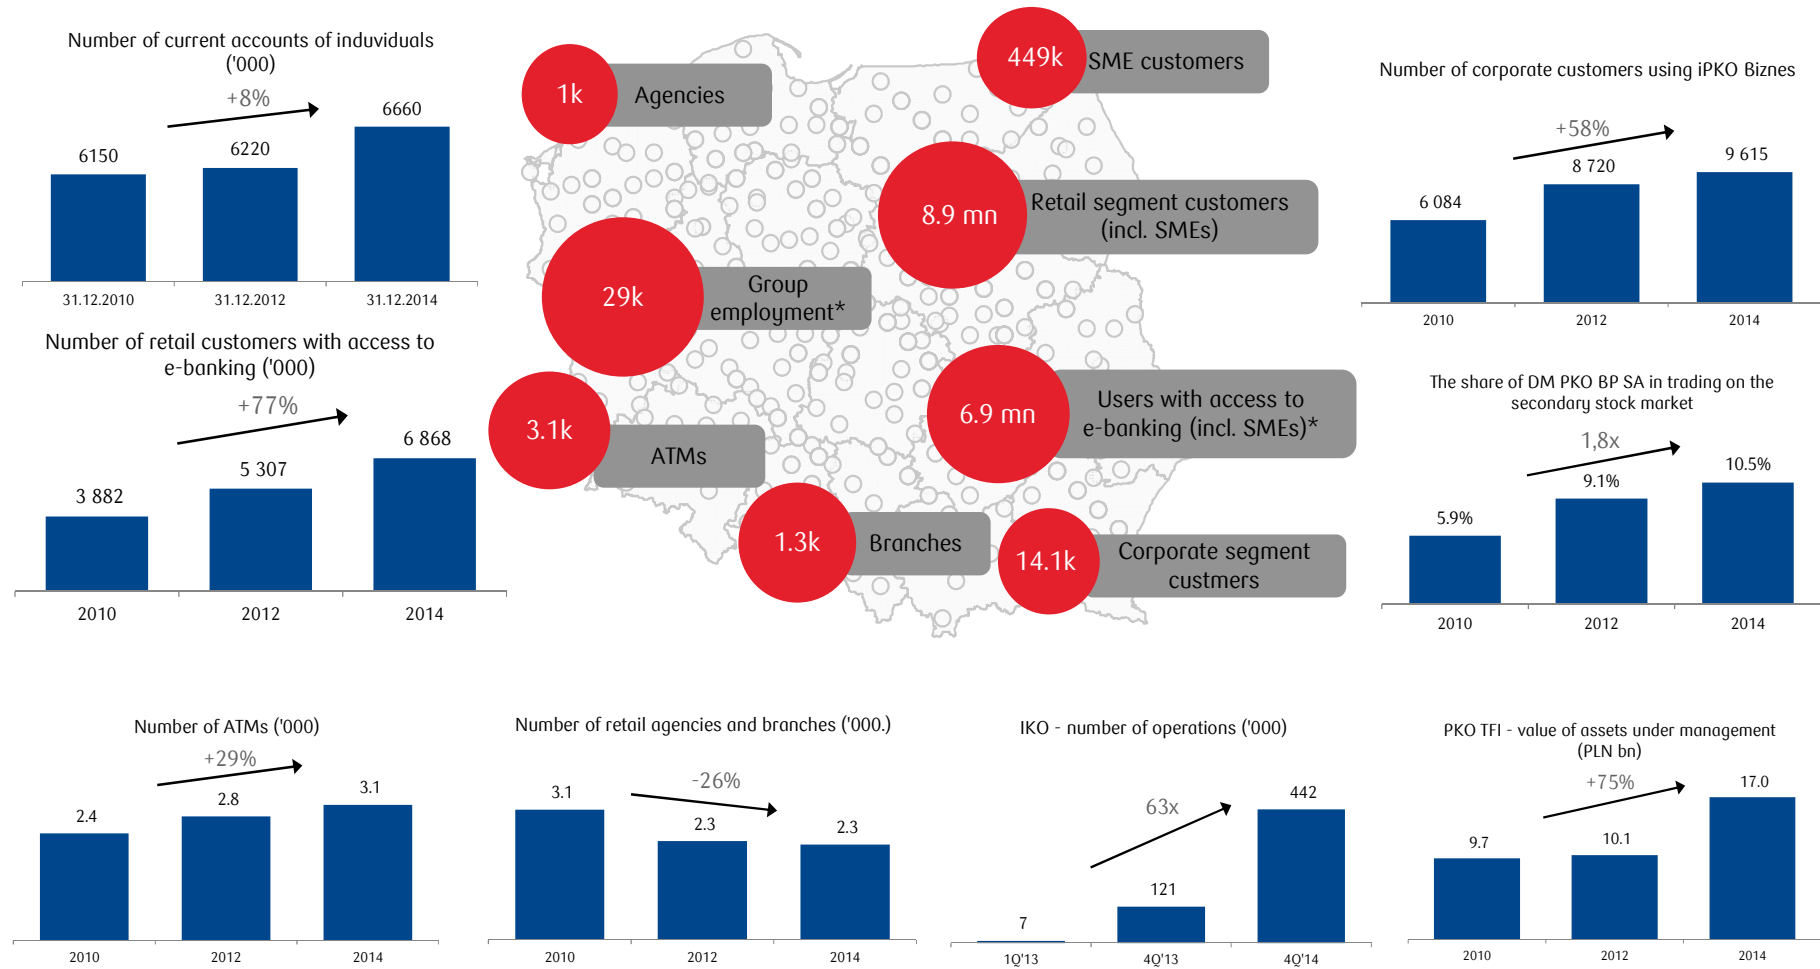 Number of current accounts of induviduals
('000)
+8%
6150
6220
6660
31.12.2010
31.12.2012
31.12.2014
Number of retail customers with access to
e-banking ('000)
+77%
3 882
5 307
6 868
2010
2012
2014
1k
Agencies
449k
SME customers
8.9 mn
Retail segment customers
(incl. SMEs)
29k
Group
employment*
6.9 mn
Users with access to
e-banking (incl. SMEs)*
3.1k
ATMs
1.3k
Branches
14.1k
Corporate segment
custmers
Number of corporate customers using iPKO Biznes
+58%
6 084
8 720
9 615
2010
2012
2014
The share of DM PKO BP SA in trading on the
secondary stock market
1,8x
5.9%
9.1%
10.5%
2010
2012
2014
Number of ATMs ('000)
+29%
2.4
2.8
3.1
2010
2012
2014
Number of retail agencies and branches ('000.)
-26%
3.1
2.3
2.3
2010
2012
2014
IKO - number of operations ('000)
63x
7
121
442
1Q'13
4Q'13
4Q'14
PKO TFI - value of assets under management
(PLN bn)
+75%
9.7
10.1
17.0
2010
2012
2014